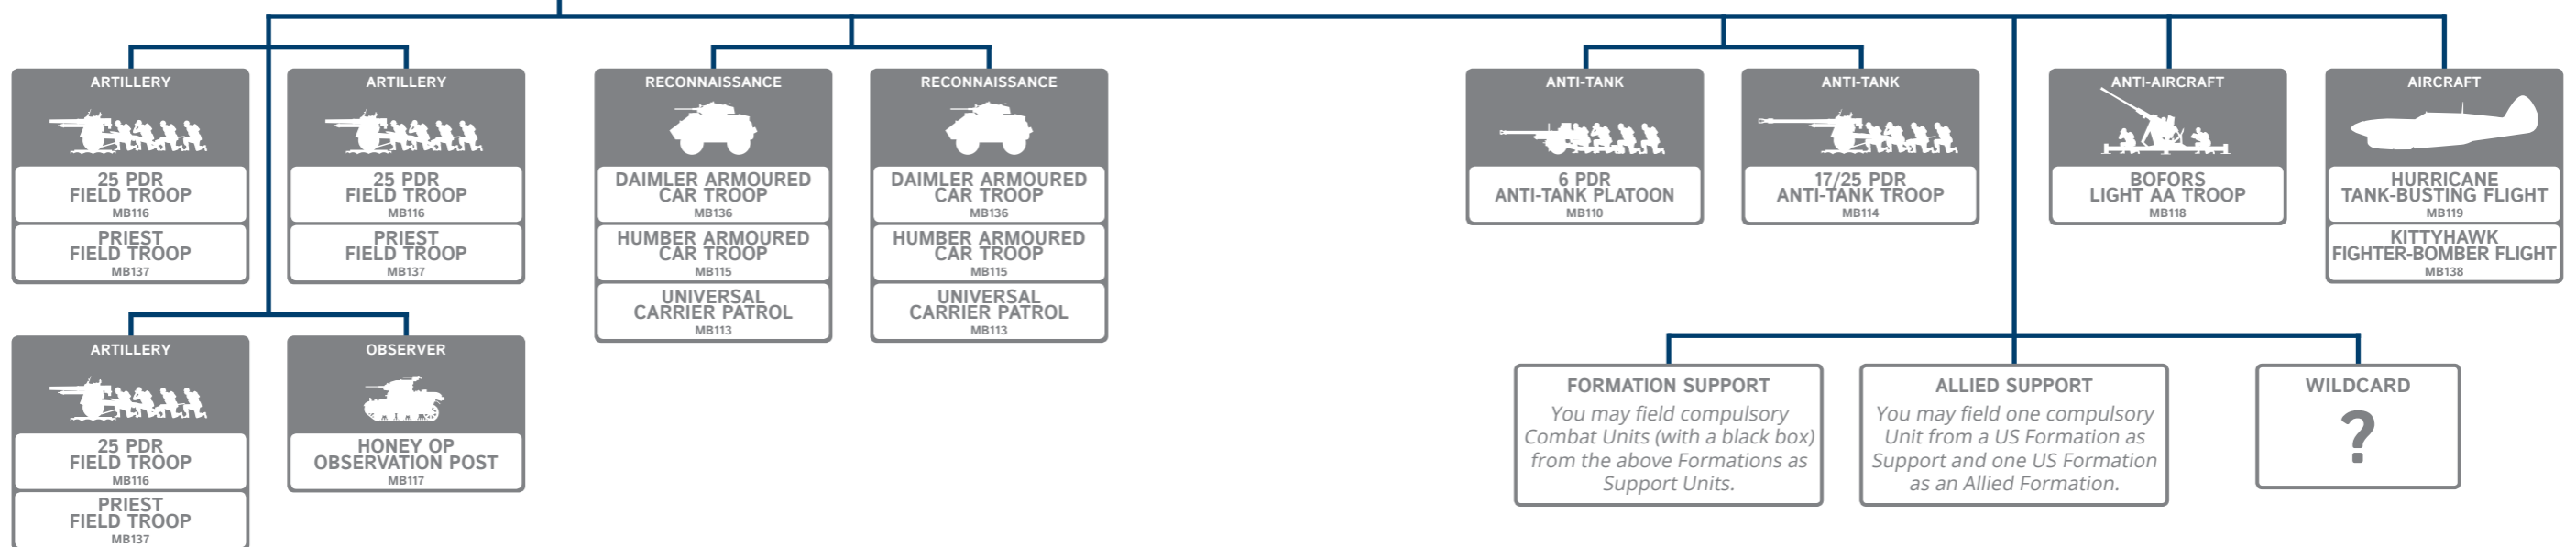 ARTILLERY
25 PDR
FIELD TROOP
MB116
PRIEST
FIELD TROOP
MB137
ARTILLERY
25 PDR
FIELD TROOP
MB116
PRIEST
FIELD TROOP
MB137
RECONNAISSANCE
DAIMLER ARMOURED
CAR TROOP
MB136
HUMBER ARMOURED
CAR TROOP
MB115
UNIVERSAL
CARRIER PATROL
MB113
RECONNAISSANCE
DAIMLER ARMOURED
CAR TROOP
MB136
HUMBER ARMOURED
CAR TROOP
MB115
UNIVERSAL
CARRIER PATROL
MB113
ANTI-TANK
6 PDR
ANTI-TANK PLATOON
MB110
ANTI-TANK
17/25 PDR
ANTI-TANK TROOP
MB114
ANTI-AIRCRAFT
BOFORS
LIGHT AA TROOP
MB118
AIRCRAFT
HURRICANE
TANK-BUSTING FLIGHT
MB119
KITTYHAWK
FIGHTER-BOMBER FLIGHT
MB138
ARTILLERY
25 PDR
FIELD TROOP
MB116
PRIEST
FIELD TROOP
MB137
OBSERVER
HONEY OP
OBSERVATION POST
MB117
FORMATION SUPPORT
You may field compulsory
Combat Units (with a black box)
from the above Formations as
Support Units.
ALLIED SUPPORT
You may field one compulsory
Unit from a US Formation as
Support and one US Formation
as an Allied Formation.
WILDCARD
?